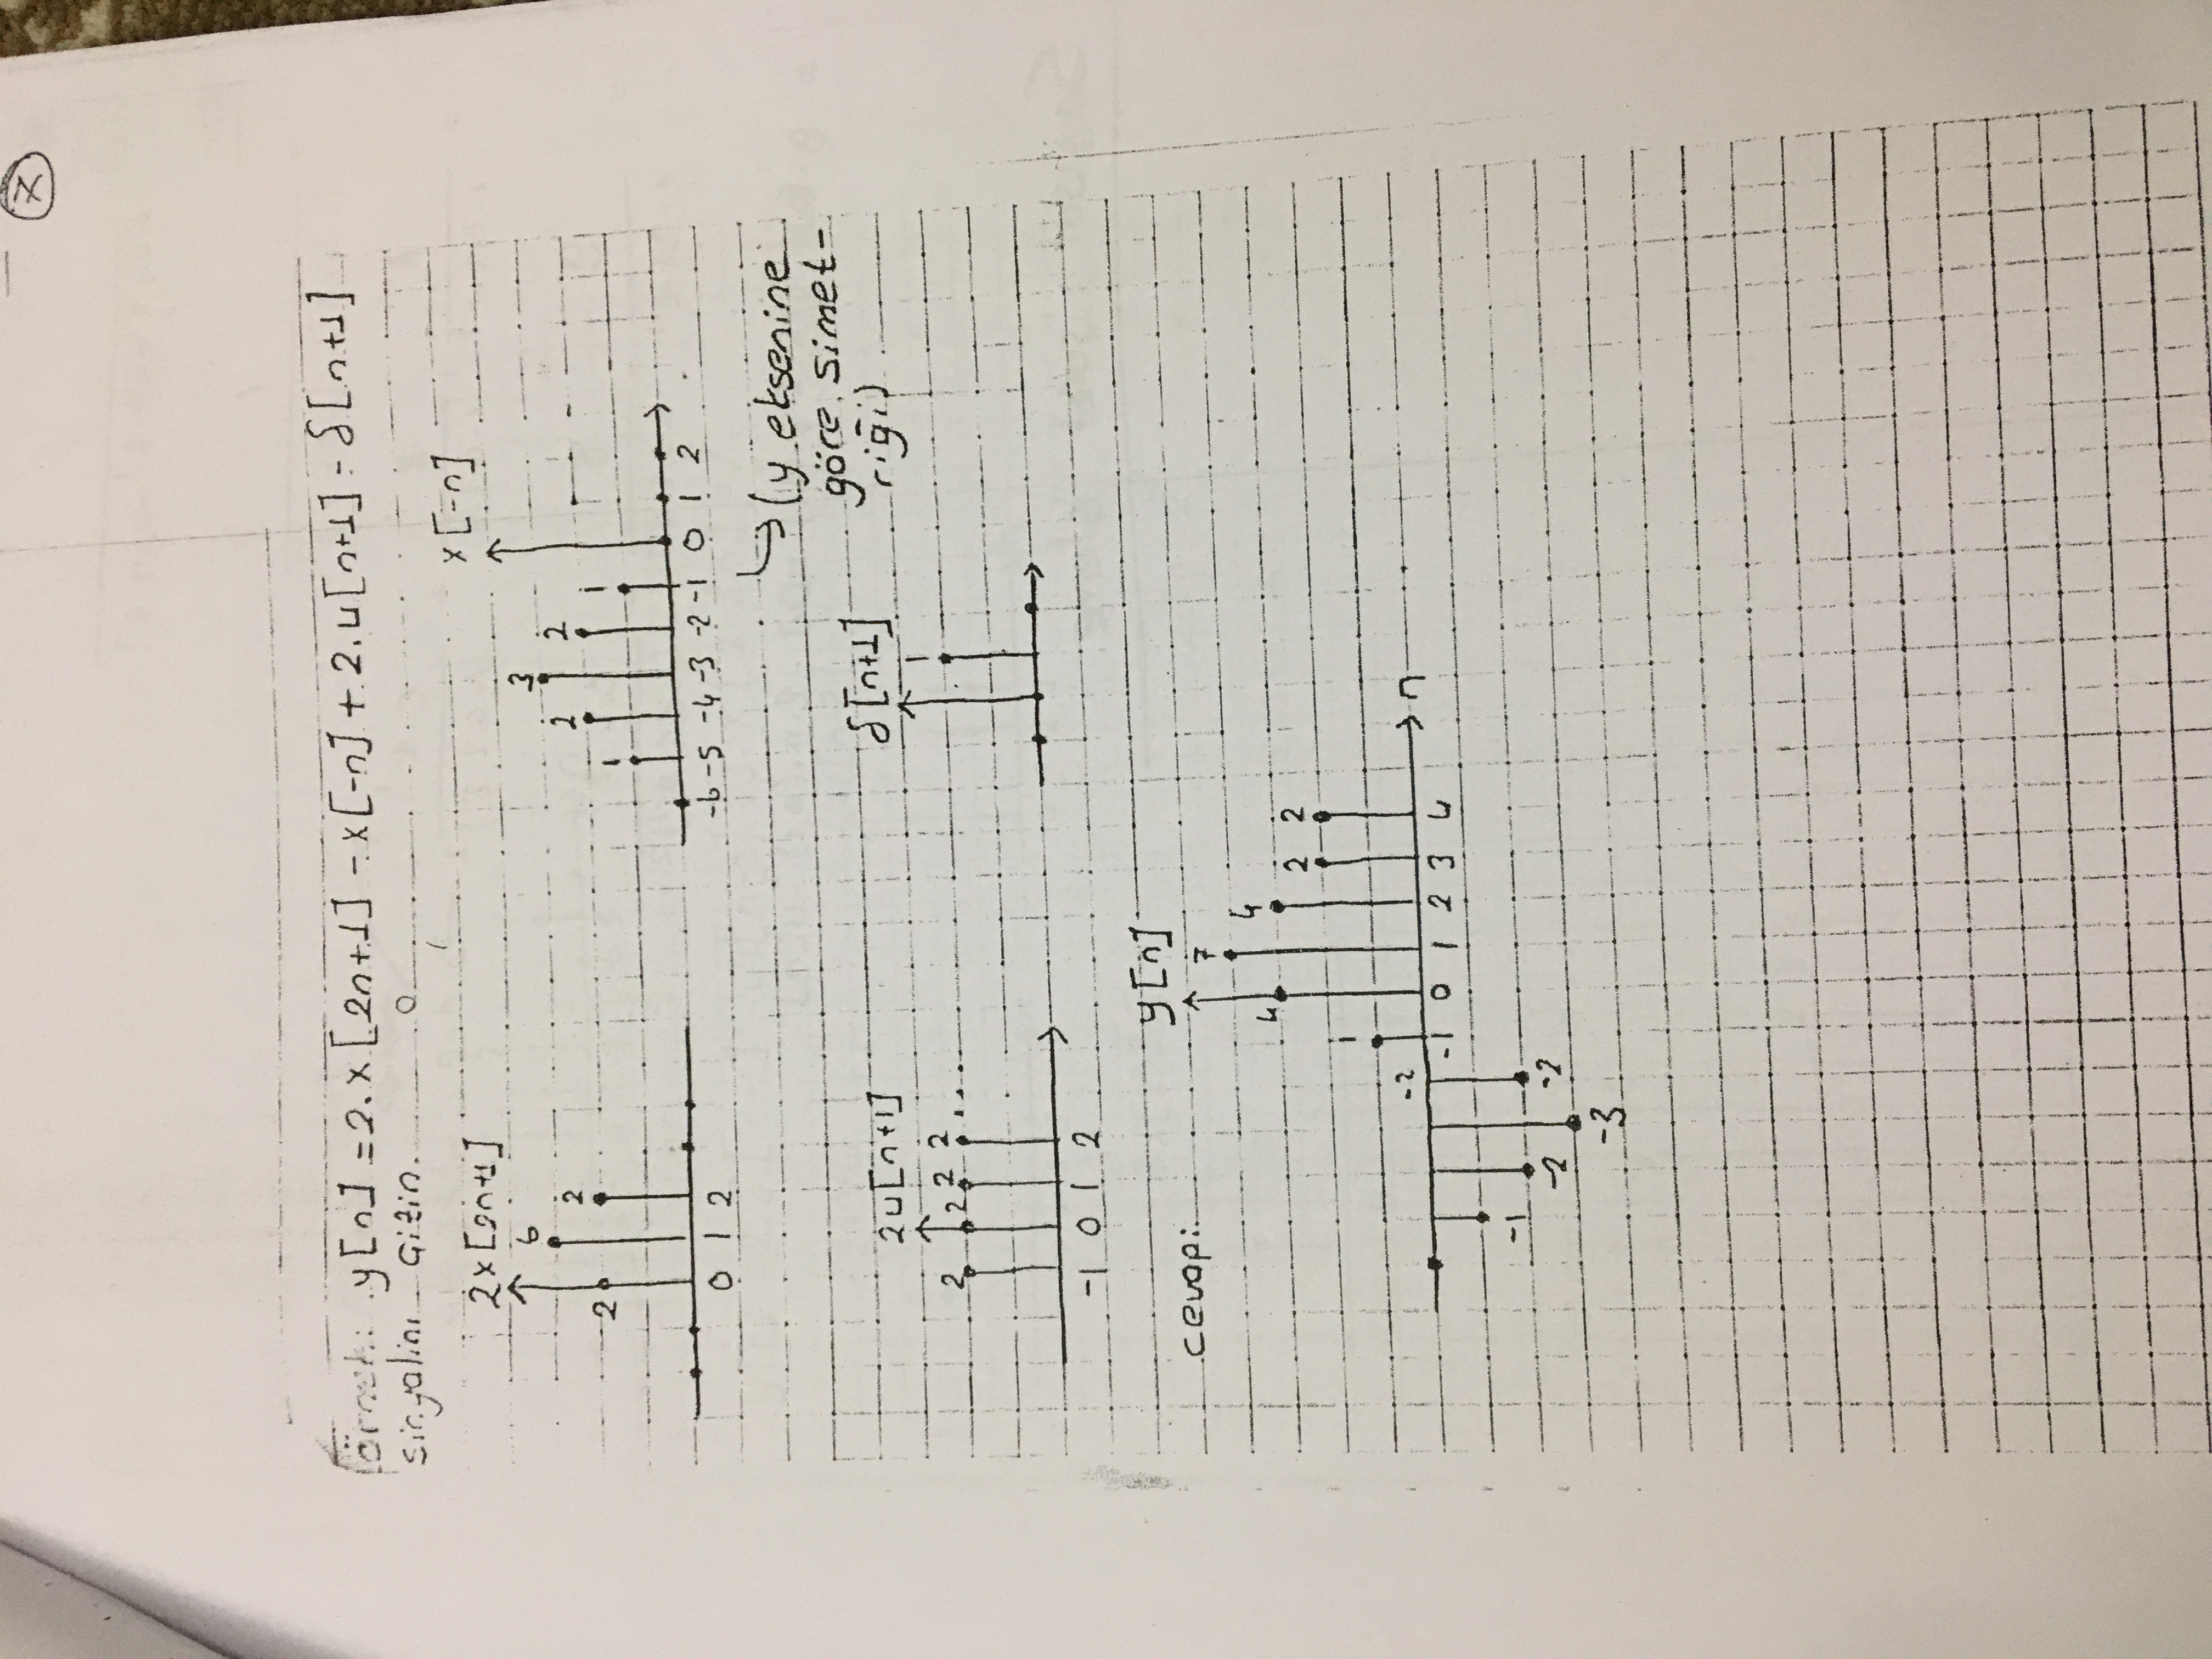 7
örnek: y[n] = 2.x[2n+1] - x[-n] + 2.u[n+1] - δ[n+1]
sinyalini çizin.
2x[2n+1]
6
2
2
0 1 2
x[-n]
3
2
2
1
1
-6 -5 -4 -3 -2 -1 0 1 2
(y eksenine
göre simet-
riği)
2u[n+1]
2 2 2 2 ....
-1 0 1 2
δ[n+1]
1
cevap:
y[n]
7
4
4
2 2
1
-2
n
-1 0 1 2 3 4
-1
-2
-2
-3